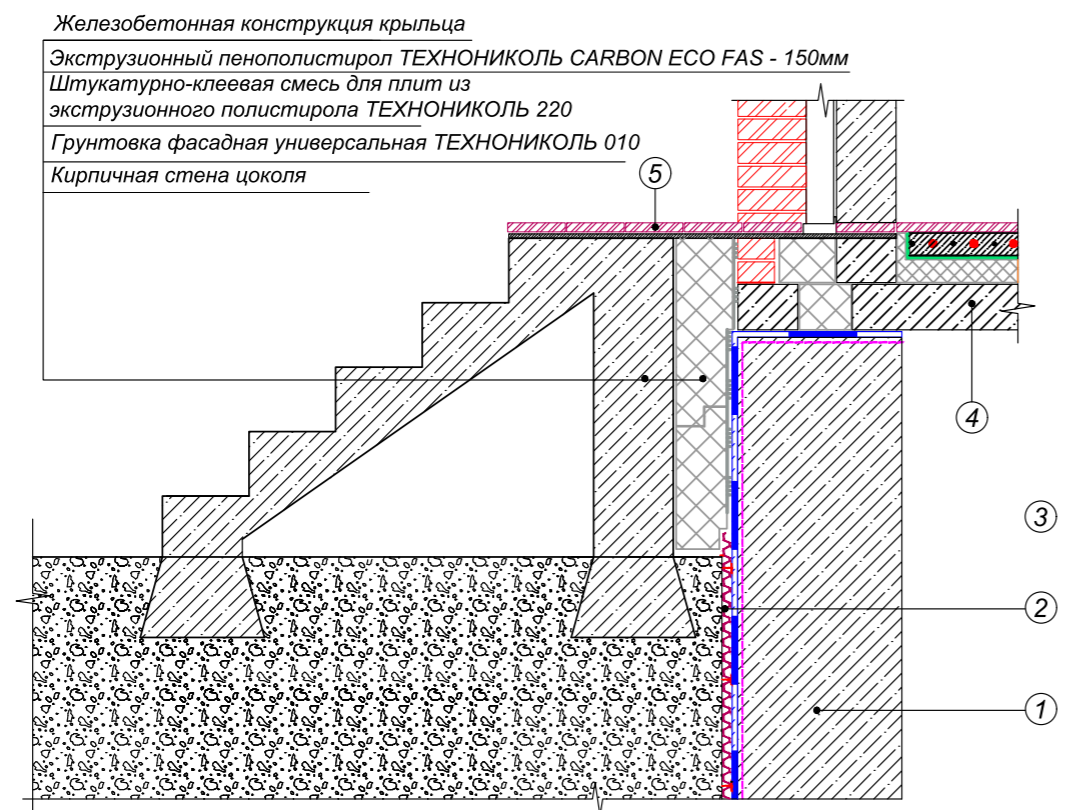 Железобетонная конструкция крыльца
Экструзионный пенополистирол ТЕХНОНИКОЛЬ CARBON ECO FAS - 150мм
Штукатурно-клеевая смесь для плит из
экструзионного полистирола ТЕХНОНИКОЛЬ 220
Грунтовка фасадная универсальная ТЕХНОНИКОЛЬ 010
Кирпичная стена цоколя
5
4
3
2
1